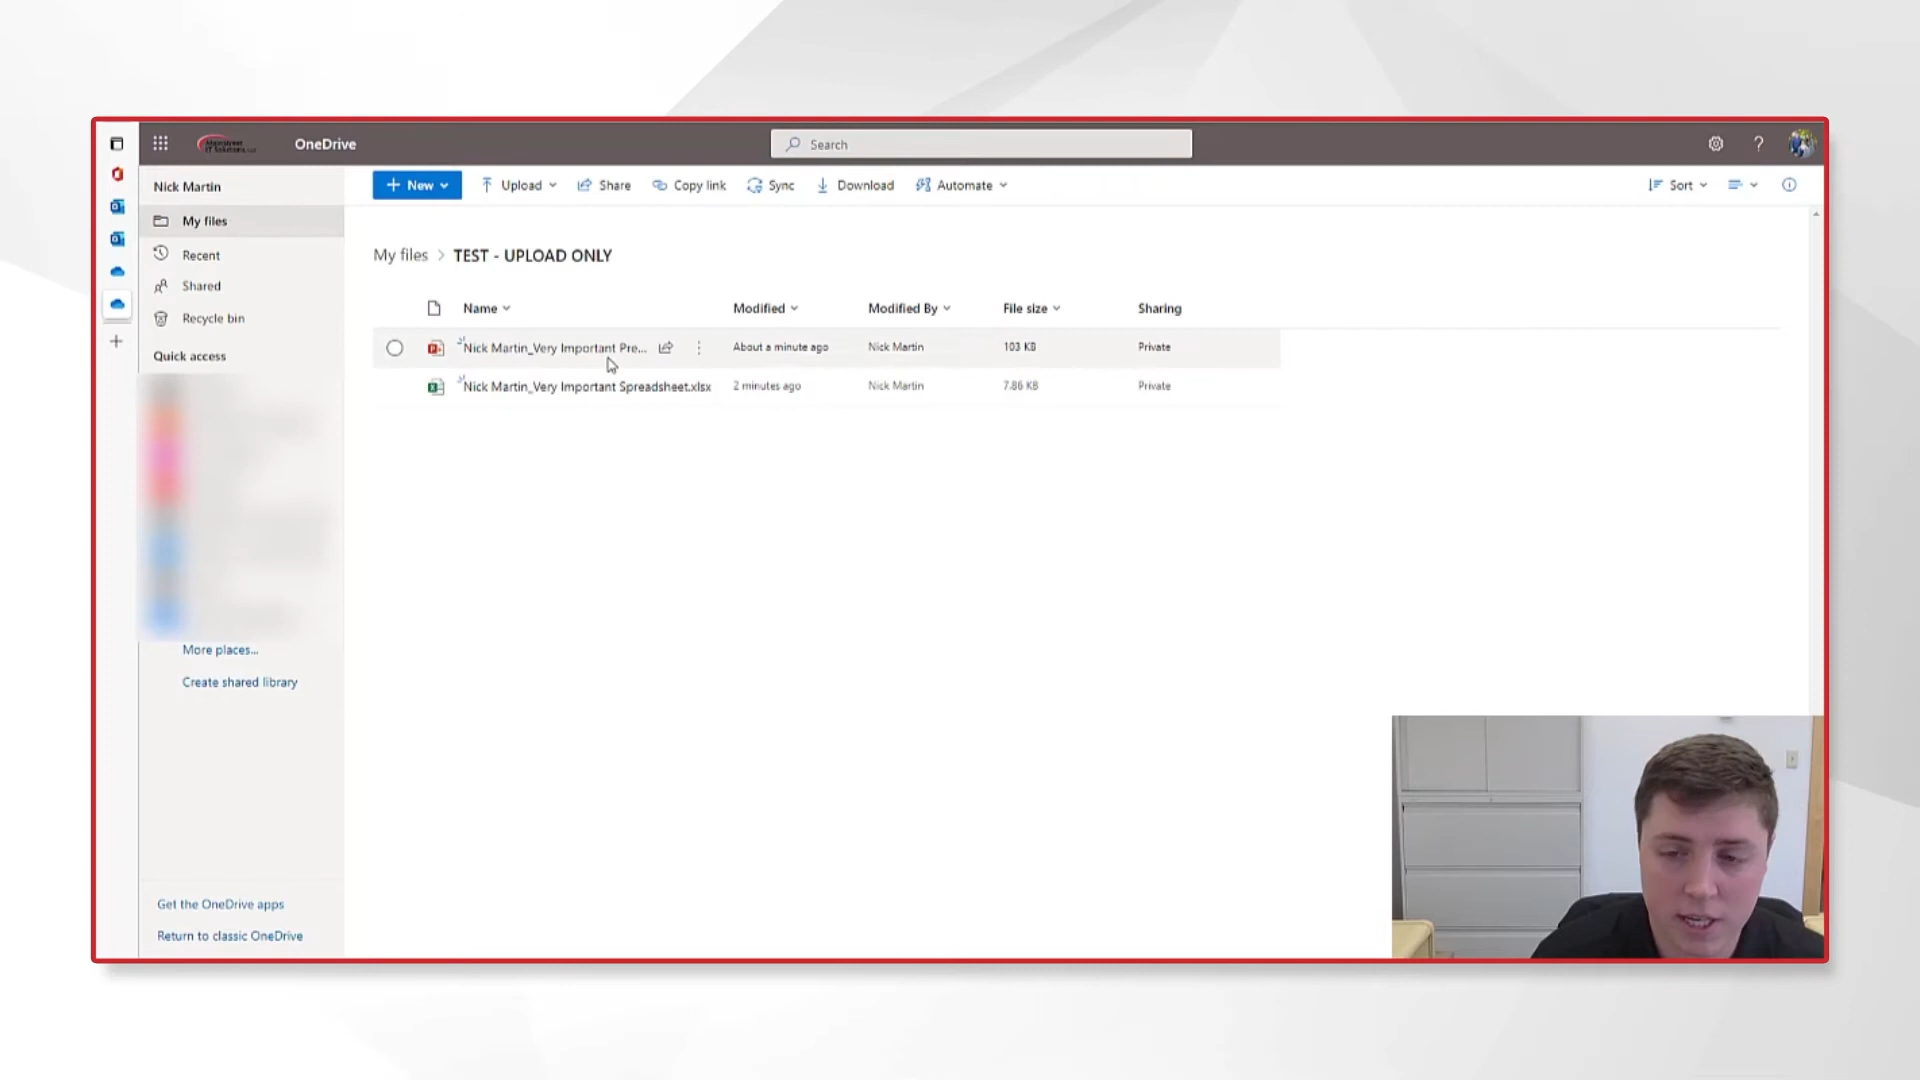 OneDrive
Search
?
Nick Martin
My files
Recent
Shared
Recycle bin
Quick access
More places...
Create shared library
Get the OneDrive apps
Return to classic OneDrive
+ New
Upload
Share
Copy link
Sync
Download
Automate
Sort
My files > TEST - UPLOAD ONLY
Name Modified Modified By File size Sharing
Nick Martin_Very Important Pre... About a minute ago Nick Martin 103 KB Private
Nick Martin_Very Important Spreadsheet.xlsx 2 minutes ago Nick Martin 7.86 KB Private